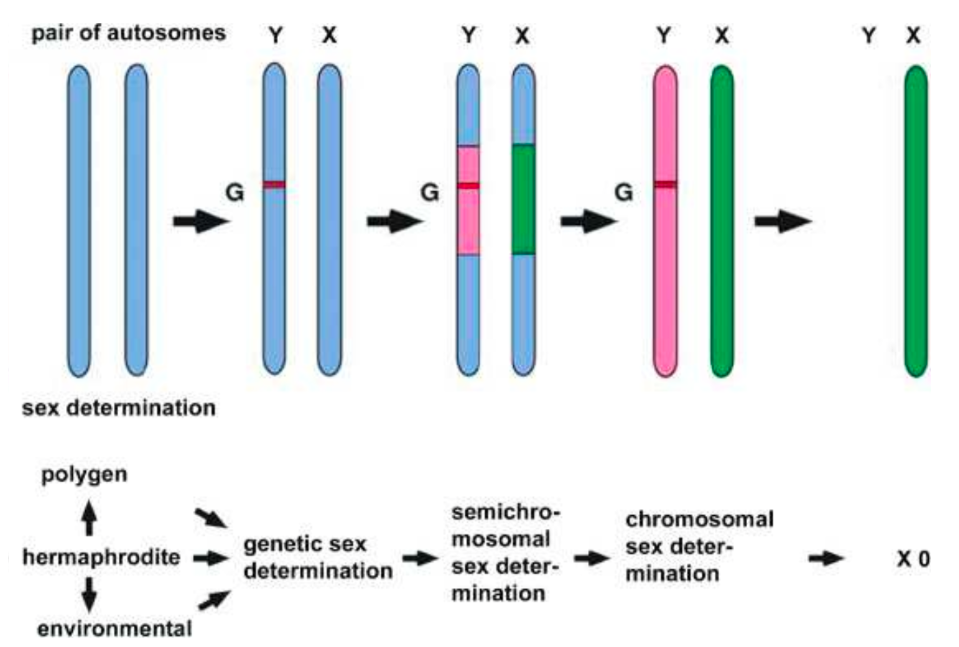 pair of autosomes Y X Y X Y X Y X
G G G
sex determination
polygen
hermaphrodite
environmental
genetic sex
determination
semichro-
mosomal
sex deter-
mination
chromosomal
sex deter-
mination
X 0